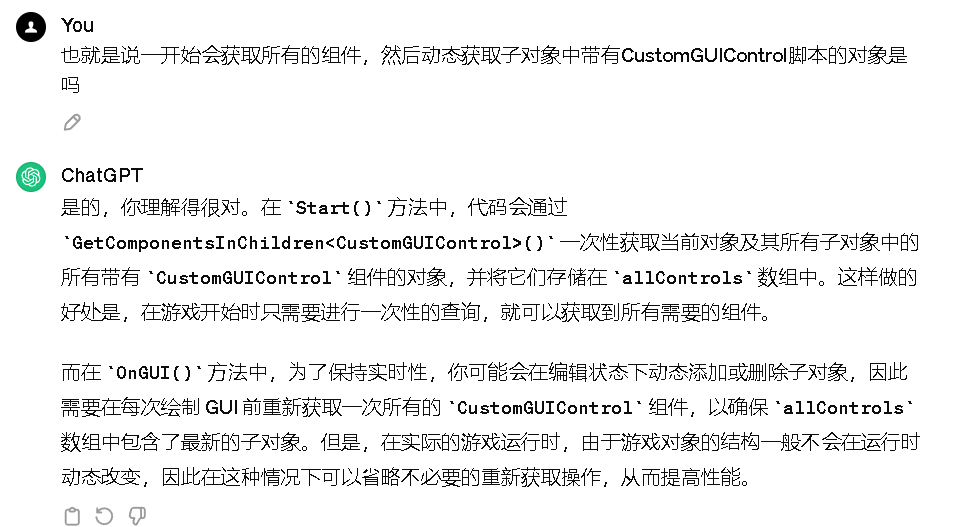 You
也就是说一开始会获取所有的组件，然后动态获取子对象中带有CustomGUIControl脚本的对象是
吗
ChatGPT
是的，你理解得很对。在 `Start()` 方法中，代码会通过
`GetComponentsInChildren<CustomGUIControl>()` 一次性获取当前对象及其所有子对象中的
所有带有 `CustomGUIControl` 组件的对象，并将它们存储在 `allControls` 数组中。这样做的
好处是，在游戏开始时只需要进行一次性的查询，就可以获取到所有需要的组件。
而在 `OnGUI()` 方法中，为了保持实时性，你可能会在编辑状态下动态添加或删除子对象，因此
需要在每次绘制 GUI 前重新获取一次所有的 `CustomGUIControl` 组件，以确保 `allControls`
数组中包含了最新的子对象。但是，在实际的游戏运行时，由于游戏对象的结构一般不会在运行时
动态改变，因此在这种情况下可以省略不必要的重新获取操作，从而提高性能。